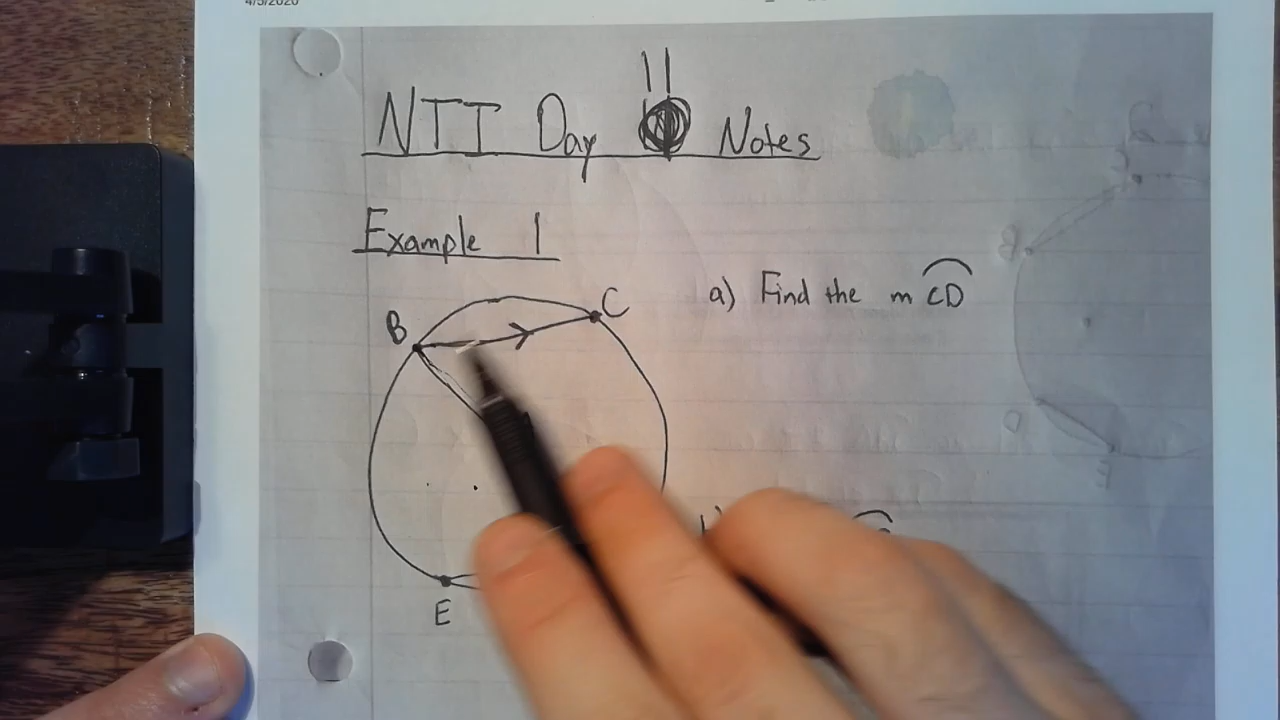 NTI Day 11 Notes
Example 1
a) Find the m CD
B
C
E